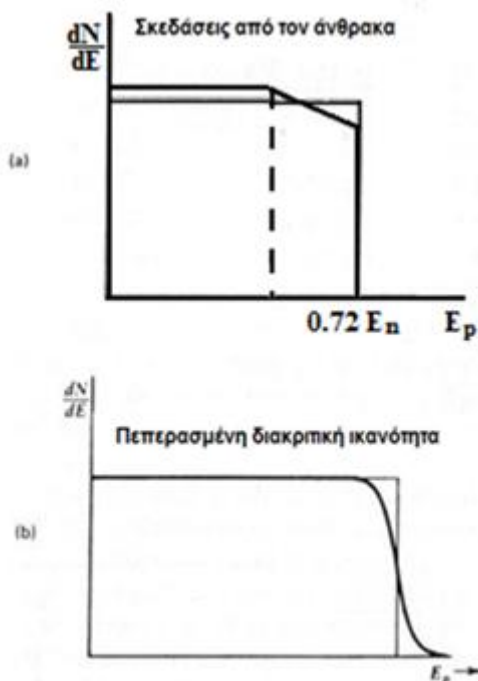 dN
dE
Σκεδάσεις από τον άνθρακα
(a)
0.72 En
Ep
dN
dE
Πεπερασμένη διακριτική ικανότητα
(b)